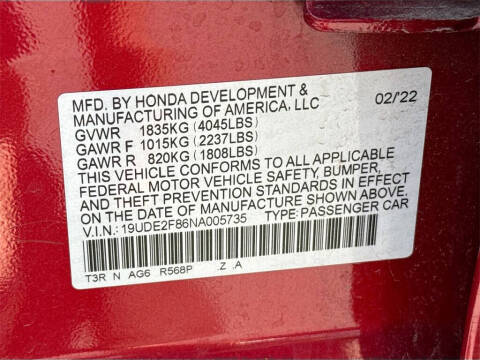 MFD. BY HONDA DEVELOPMENT &
MANUFACTURING OF AMERICA, LLC 02/'22
GVWR 1835KG (4045LBS)
GAWR F 1015KG (2237LBS)
GAWR R 820KG (1808LBS)
THIS VEHICLE CONFORMS TO ALL APPLICABLE
FEDERAL MOTOR VEHICLE SAFETY, BUMPER,
AND THEFT PREVENTION STANDARDS IN EFFECT
ON THE DATE OF MANUFACTURE SHOWN ABOVE.
V.I.N.: 19UDE2F86NA005735 TYPE: PASSENGER CAR
T3R N AG6 R568P .Z .A